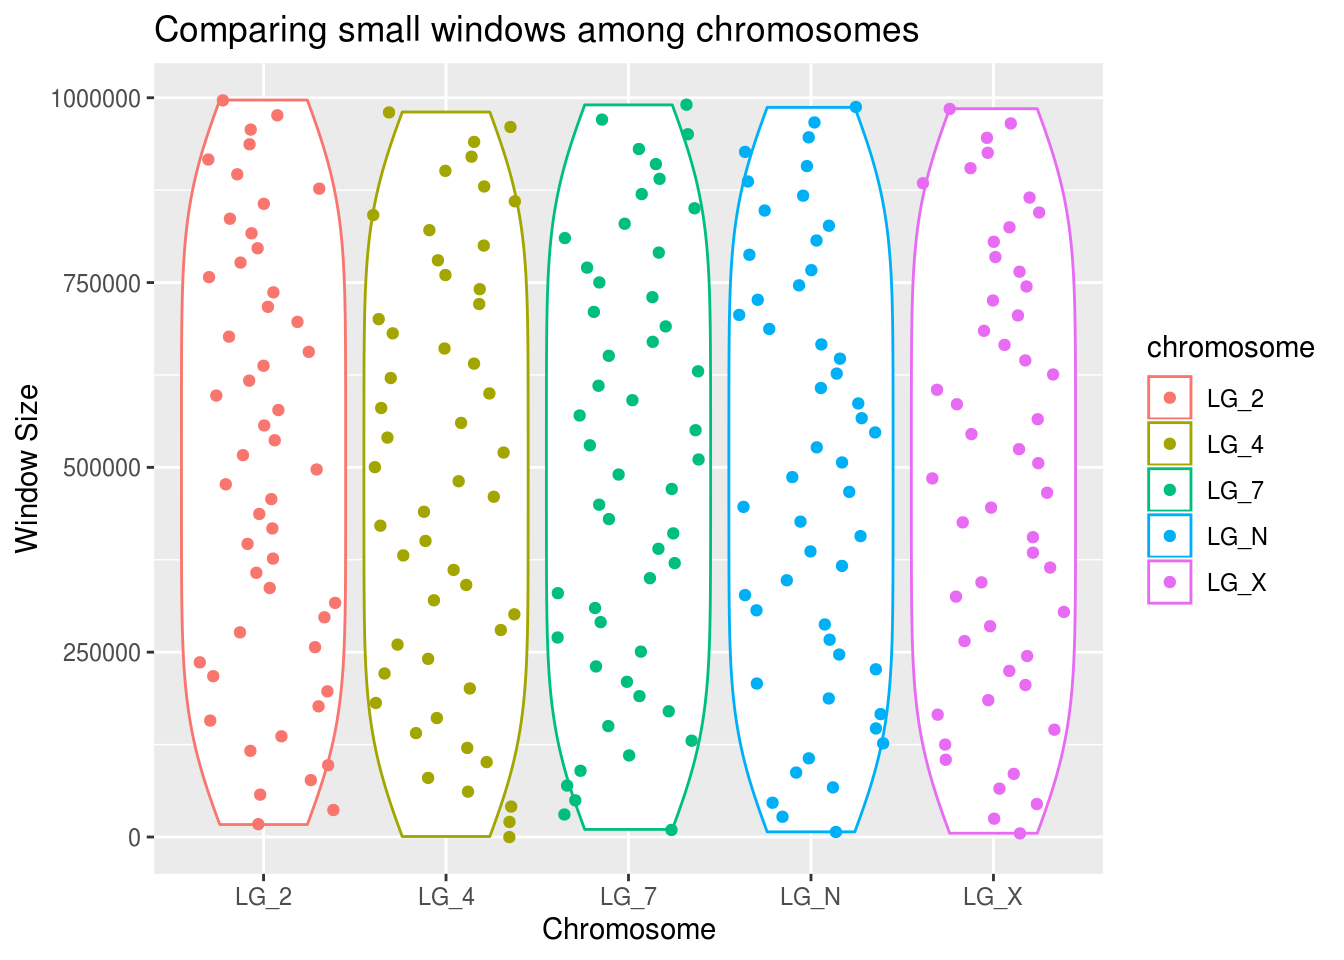 Comparing small windows among chromosomes
1000000
750000
500000
250000
0
Window Size
LG_2 LG_4 LG_7 LG_N LG_X
Chromosome
chromosome
LG_2
LG_4
LG_7
LG_N
LG_X